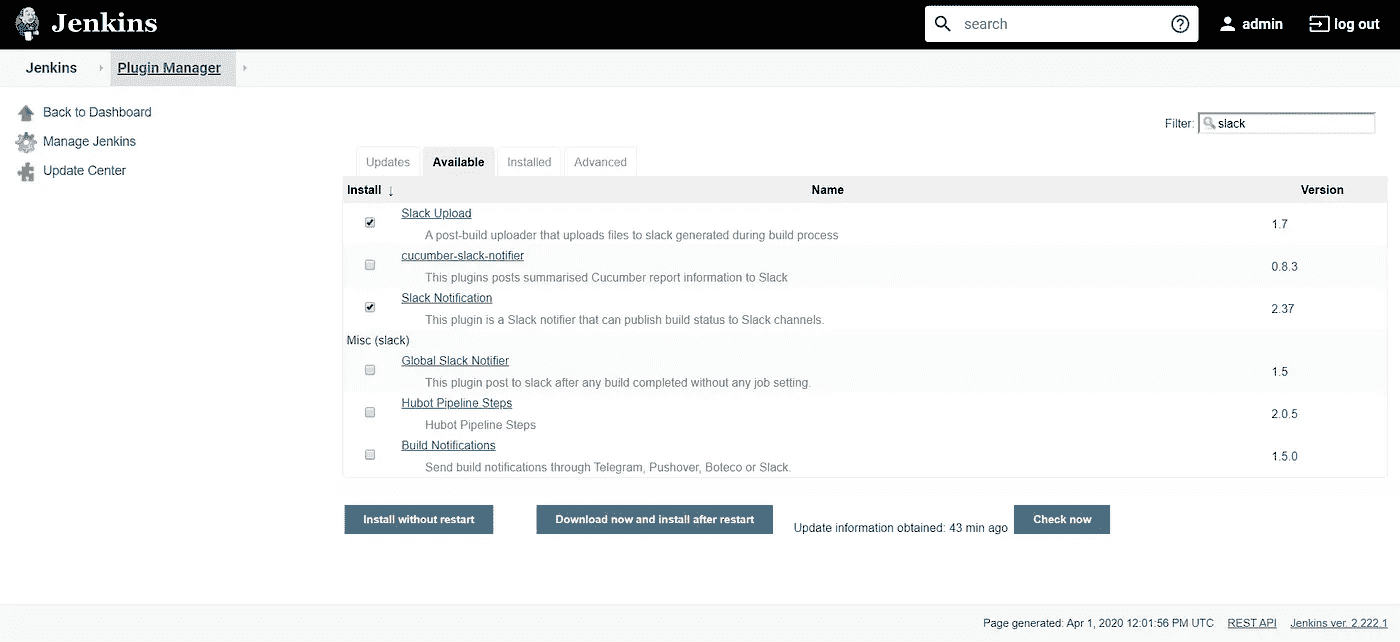 Jenkins
search
admin
log out
Jenkins
Plugin Manager
Back to Dashboard
Manage Jenkins
Update Center
Filter: slack
Updates Available Installed Advanced
Install ↓ Name Version
Slack Upload
A post-build uploader that uploads files to slack generated during build process
1.7
cucumber-slack-notifier
This plugins posts summarised Cucumber report information to Slack
0.8.3
Slack Notification
This plugin is a Slack notifier that can publish build status to Slack channels.
2.37
Misc (slack)
Global Slack Notifier
This plugin post to slack after any build completed without any job setting.
1.5
Hubot Pipeline Steps
Hubot Pipeline Steps
2.0.5
Build Notifications
Send build notifications through Telegram, Pushover, Boteco or Slack.
1.5.0
Install without restart
Download now and install after restart
Update information obtained: 43 min ago
Check now
Page generated: Apr 1, 2020 12:01:56 PM UTC REST API Jenkins ver. 2.222.1